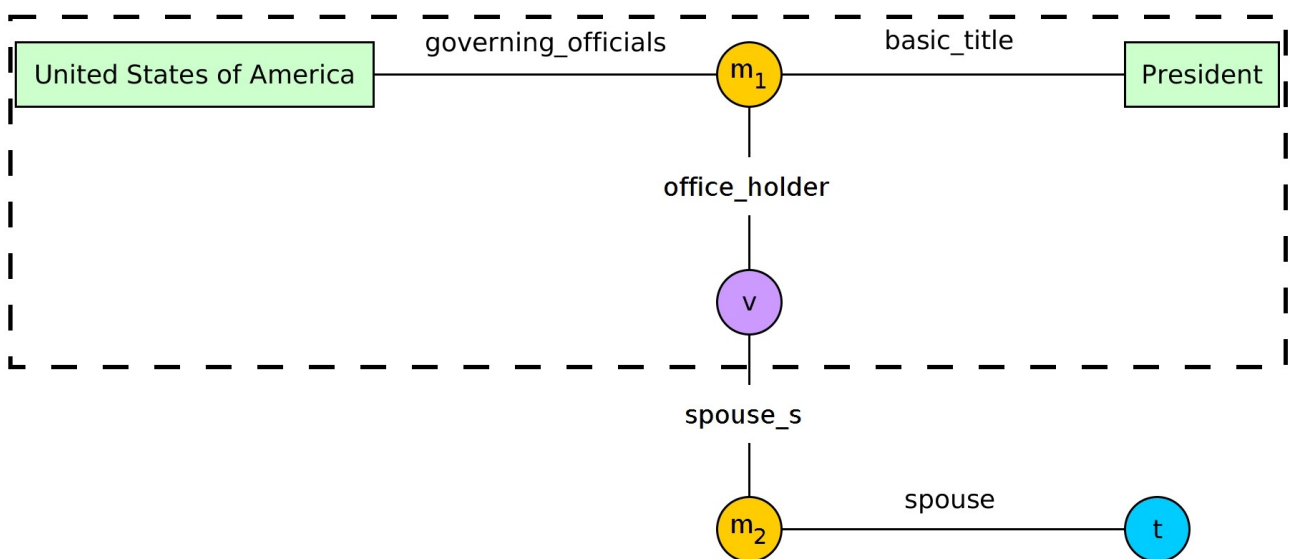 governing_officials
basic_title
United States of America
m1
President
office_holder
v
spouse_s
spouse
m2
t